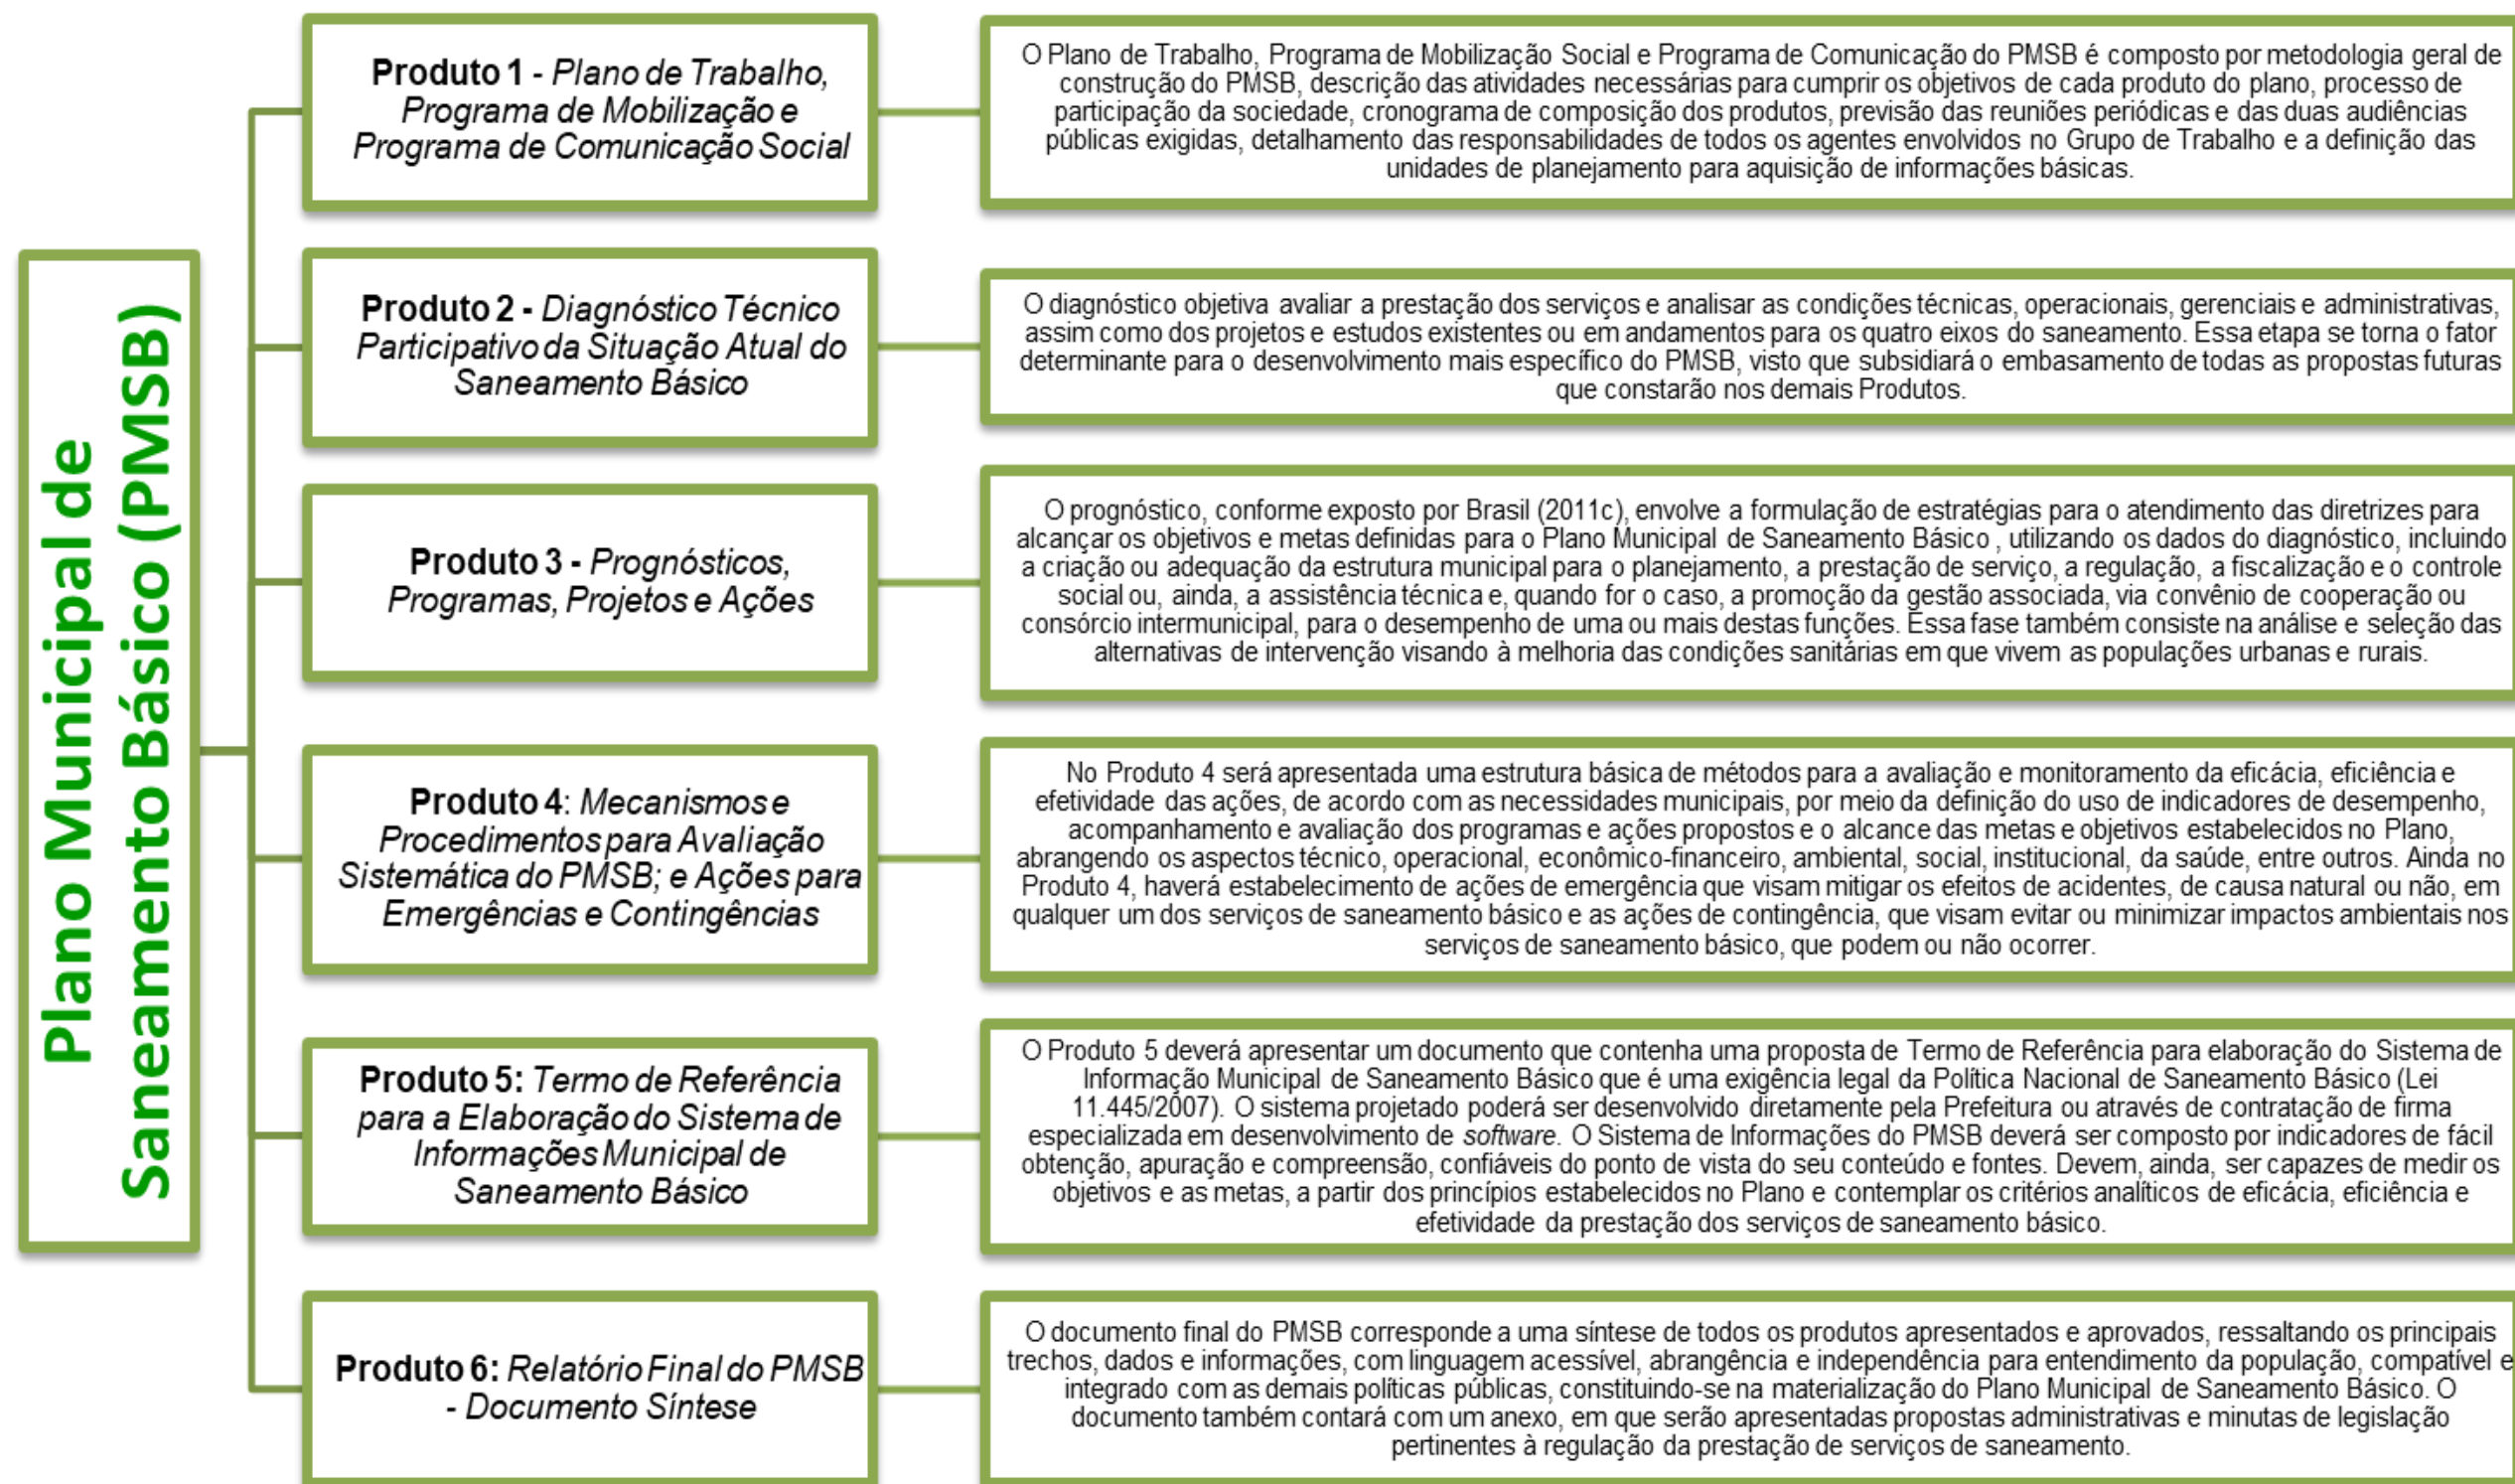 Plano Municipal de
Saneamento Básico (PMSB)
Produto 1 - Plano de Trabalho,
Programa de Mobilização e
Programa de Comunicação Social
O Plano de Trabalho, Programa de Mobilização Social e Programa de Comunicação do PMSB é composto por metodologia geral de
construção do PMSB, descrição das atividades necessárias para cumprir os objetivos de cada produto do plano, processo de
participação da sociedade, cronograma de composição dos produtos, previsão das reuniões periódicas e das duas audiências
públicas exigidas, detalhamento das responsabilidades de todos os agentes envolvidos no Grupo de Trabalho e a definição das
unidades de planejamento para aquisição de informações básicas.
Produto 2 - Diagnóstico Técnico
Participativo da Situação Atual do
Saneamento Básico
O diagnóstico objetiva avaliar a prestação dos serviços e analisar as condições técnicas, operacionais, gerenciais e administrativas,
assim como dos projetos e estudos existentes ou em andamentos para os quatro eixos do saneamento. Essa etapa se torna o fator
determinante para o desenvolvimento mais específico do PMSB, visto que subsidiará o embasamento de todas as propostas futuras
que constarão nos demais Produtos.
Produto 3 - Prognósticos,
Programas, Projetos e Ações
O prognóstico, conforme exposto por Brasil (2011c), envolve a formulação de estratégias para o atendimento das diretrizes para
alcançar os objetivos e metas definidas para o Plano Municipal de Saneamento Básico , utilizando os dados do diagnóstico, incluindo
a criação ou adequação da estrutura municipal para o planejamento, a prestação de serviço, a regulação, a fiscalização e o controle
social ou, ainda, a assistência técnica e, quando for o caso, a promoção da gestão associada, via convênio de cooperação ou
consórcio intermunicipal, para o desempenho de uma ou mais destas funções. Essa fase também consiste na análise e seleção das
alternativas de intervenção visando à melhoria das condições sanitárias em que vivem as populações urbanas e rurais.
Produto 4: Mecanismos e
Procedimentos para Avaliação
Sistemática do PMSB; e Ações para
Emergências e Contingências
No Produto 4 será apresentada uma estrutura básica de métodos para a avaliação e monitoramento da eficácia, eficiência e
efetividade das ações, de acordo com as necessidades municipais, por meio da definição do uso de indicadores de desempenho,
acompanhamento e avaliação dos programas e ações propostos e o alcance das metas e objetivos estabelecidos no Plano,
abrangendo os aspectos técnico, operacional, econômico-financeiro, ambiental, social, institucional, da saúde, entre outros. Ainda no
Produto 4, haverá estabelecimento de ações de emergência que visam mitigar os efeitos de acidentes, de causa natural ou não, em
qualquer um dos serviços de saneamento básico e as ações de contingência, que visam evitar ou minimizar impactos ambientais nos
serviços de saneamento básico, que podem ou não ocorrer.
Produto 5: Termo de Referência
para a Elaboração do Sistema de
Informações Municipal de
Saneamento Básico
O Produto 5 deverá apresentar um documento que contenha uma proposta de Termo de Referência para elaboração do Sistema de
Informação Municipal de Saneamento Básico que é uma exigência legal da Política Nacional de Saneamento Básico (Lei
11.445/2007). O sistema projetado poderá ser desenvolvido diretamente pela Prefeitura ou através de contratação de firma
especializada em desenvolvimento de software. O Sistema de Informações do PMSB deverá ser composto por indicadores de fácil
obtenção, apuração e compreensão, confiáveis do ponto de vista do seu conteúdo e fontes. Devem, ainda, ser capazes de medir os
objetivos e as metas, a partir dos princípios estabelecidos no Plano e contemplar os critérios analíticos de eficácia, eficiência e
efetividade da prestação dos serviços de saneamento básico.
Produto 6: Relatório Final do PMSB
- Documento Síntese
O documento final do PMSB corresponde a uma síntese de todos os produtos apresentados e aprovados, ressaltando os principais
trechos, dados e informações, com linguagem acessível, abrangência e independência para entendimento da população, compatível e
integrado com as demais políticas públicas, constituindo-se na materialização do Plano Municipal de Saneamento Básico. O
documento também contará com um anexo, em que serão apresentadas propostas administrativas e minutas de legislação
pertinentes à regulação da prestação de serviços de saneamento.